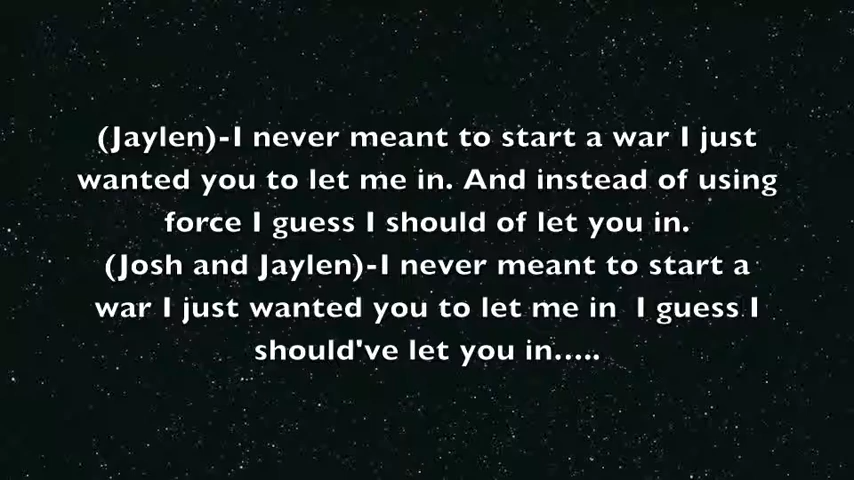 (Jaylen)-I never meant to start a war I just
wanted you to let me in. And instead of using
force I guess I should of let you in.
(Josh and Jaylen)-I never meant to start a
war I just wanted you to let me in  I guess I
should've let you in.....